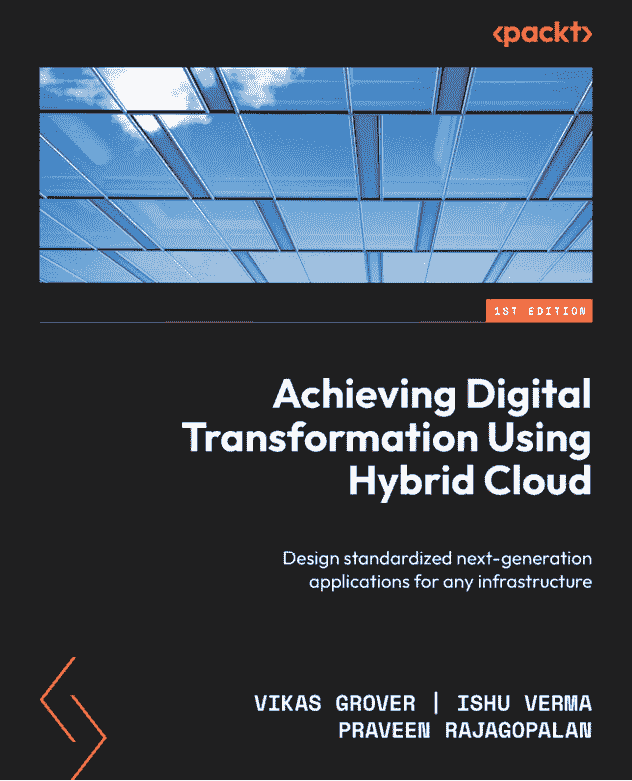 <packt>
1ST EDITION
Achieving Digital
Transformation Using
Hybrid Cloud
Design standardized next-generation
applications for any infrastructure
VIKAS GROVER | ISHU VERMA
PRAVEEN RAJAGOPALAN